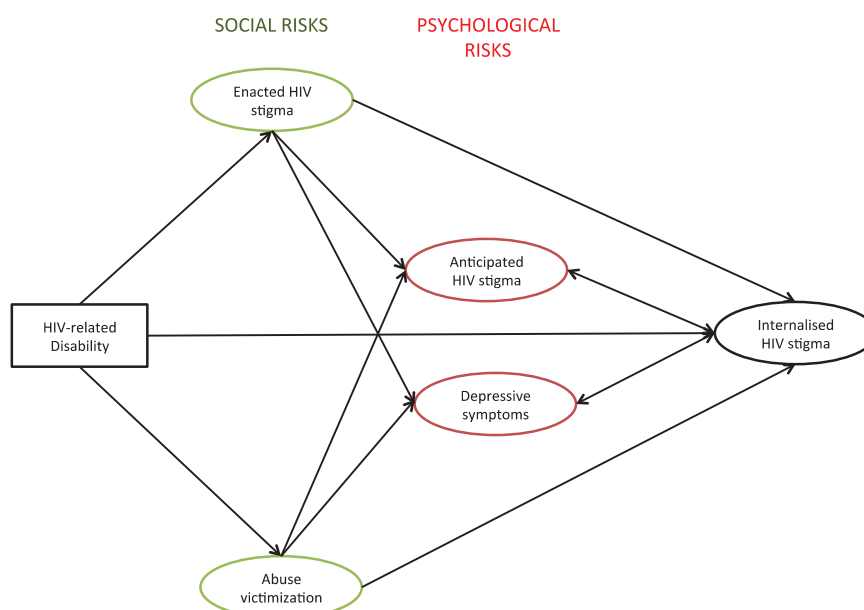 SOCIAL RISKS
PSYCHOLOGICAL
RISKS
Enacted HIV
stigma
Anticipated
HIV stigma
HIV-related
Disability
Internalised
HIV stigma
Depressive
symptoms
Abuse
victimization